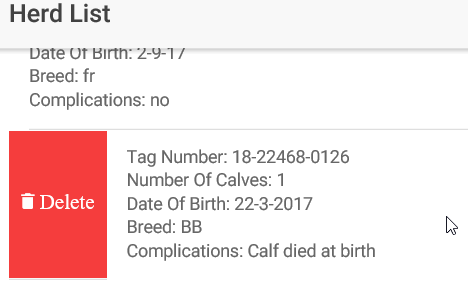 Herd List
Date Of Birth: 2-9-17
Breed: fr
Complications: no
Delete
Tag Number: 18-22468-0126
Number Of Calves: 1
Date Of Birth: 22-3-2017
Breed: BB
Complications: Calf died at birth